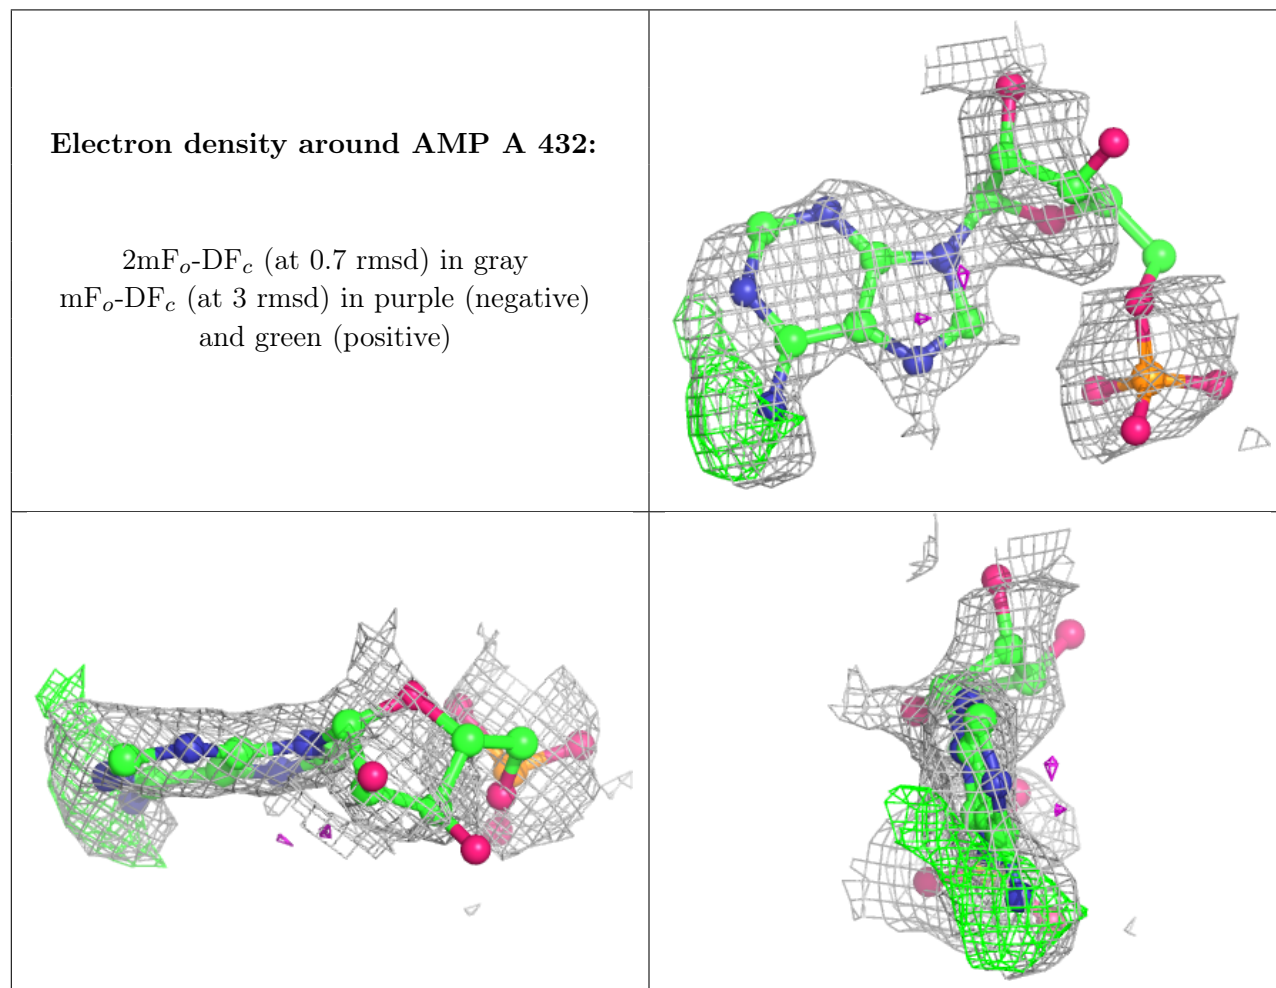 Electron density around AMP A 432:
2mFo-DFc (at 0.7 rmsd) in gray
mFo-DFc (at 3 rmsd) in purple (negative)
and green (positive)